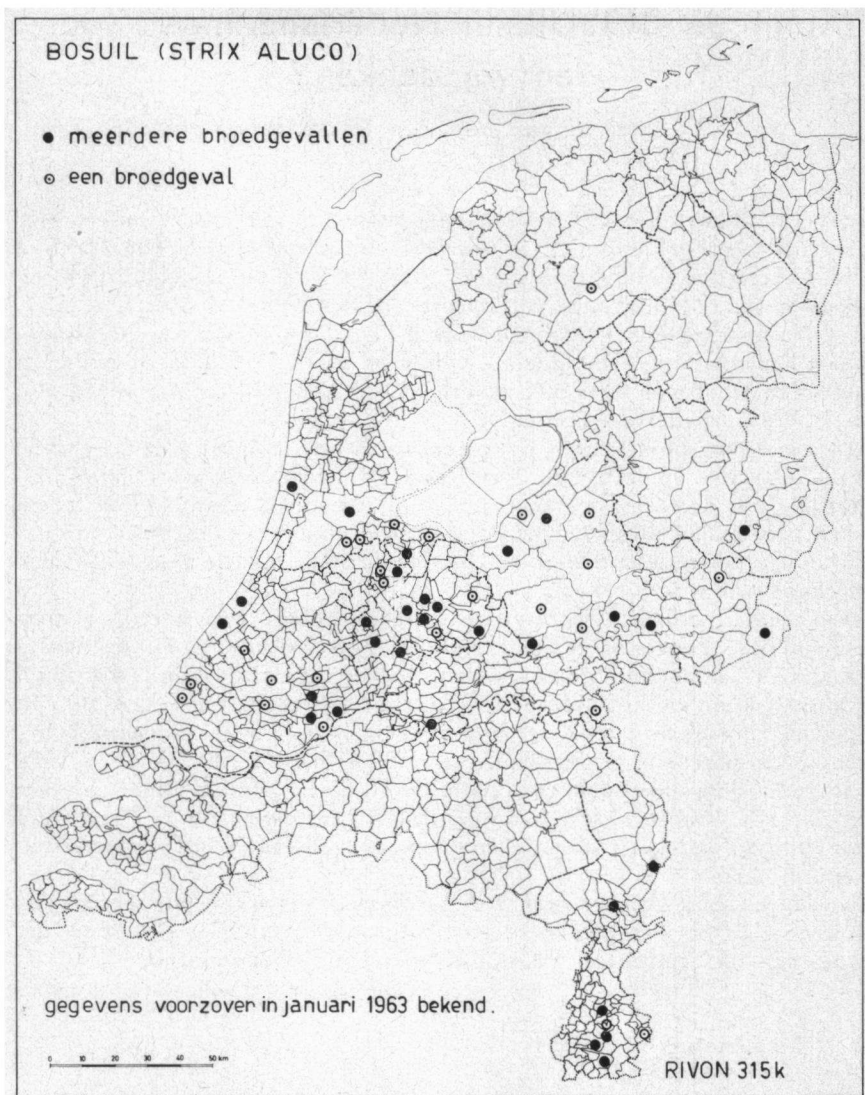 BOSUIL (STRIX ALUCO)
meerdere broedgevallen
een broedgeval
gegevens voorzover in januari 1963 bekend.
0 10 20 30 40 50 km
RIVON 315k